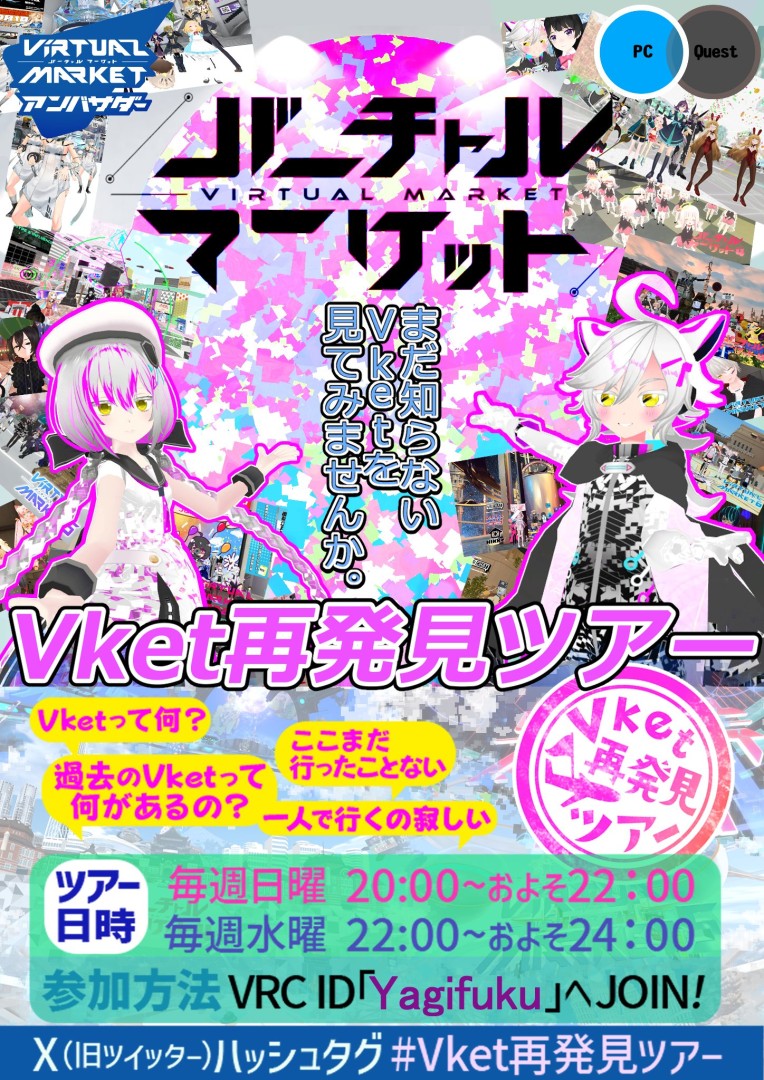 VIRTUAL
バーチャル マーケット
MARKET
アンバサダー
PC
Quest
バーチャル
VIRTUAL MARKET
マーケット
まだ知らない
Vketを
見てみませんか。
Vket再発見ツアー
Vketって何？
過去のVketって
何があるの？
ここまだ
行ったことない
一人で行くの寂しい
Vket
再発見
ツアー
ツアー
日時
毎週日曜 20:00～およそ22：00
毎週水曜 22:00～およそ24：00
参加方法 VRC ID「Yagifuku」へJOIN!
X（旧ツイッター）ハッシュタグ #Vket再発見ツアー